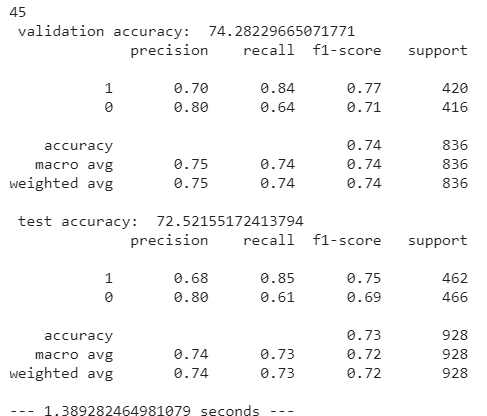 45
validation accuracy:  74.28229665071771
precision    recall  f1-score   support
1       0.70      0.84      0.77       420
0       0.80      0.64      0.71       416
accuracy                           0.74       836
macro avg       0.75      0.74      0.74       836
weighted avg       0.75      0.74      0.74       836
test accuracy:  72.52155172413794
precision    recall  f1-score   support
1       0.68      0.85      0.75       462
0       0.80      0.61      0.69       466
accuracy                           0.73       928
macro avg       0.74      0.73      0.72       928
weighted avg       0.74      0.73      0.72       928
--- 1.389282464981079 seconds ---